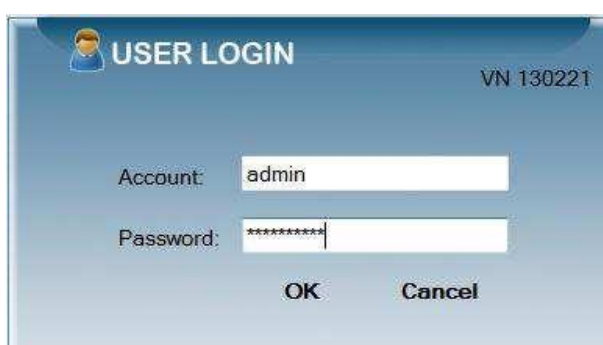 USER LOGIN
VN 130221
Account: admin
Password: **********
OK Cancel